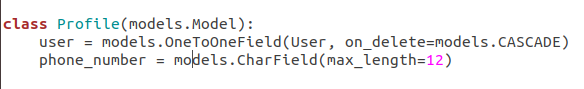 class Profile(models.Model):
    user = models.OneToOneField(User, on_delete=models.CASCADE)
    phone_number = models.CharField(max_length=12)